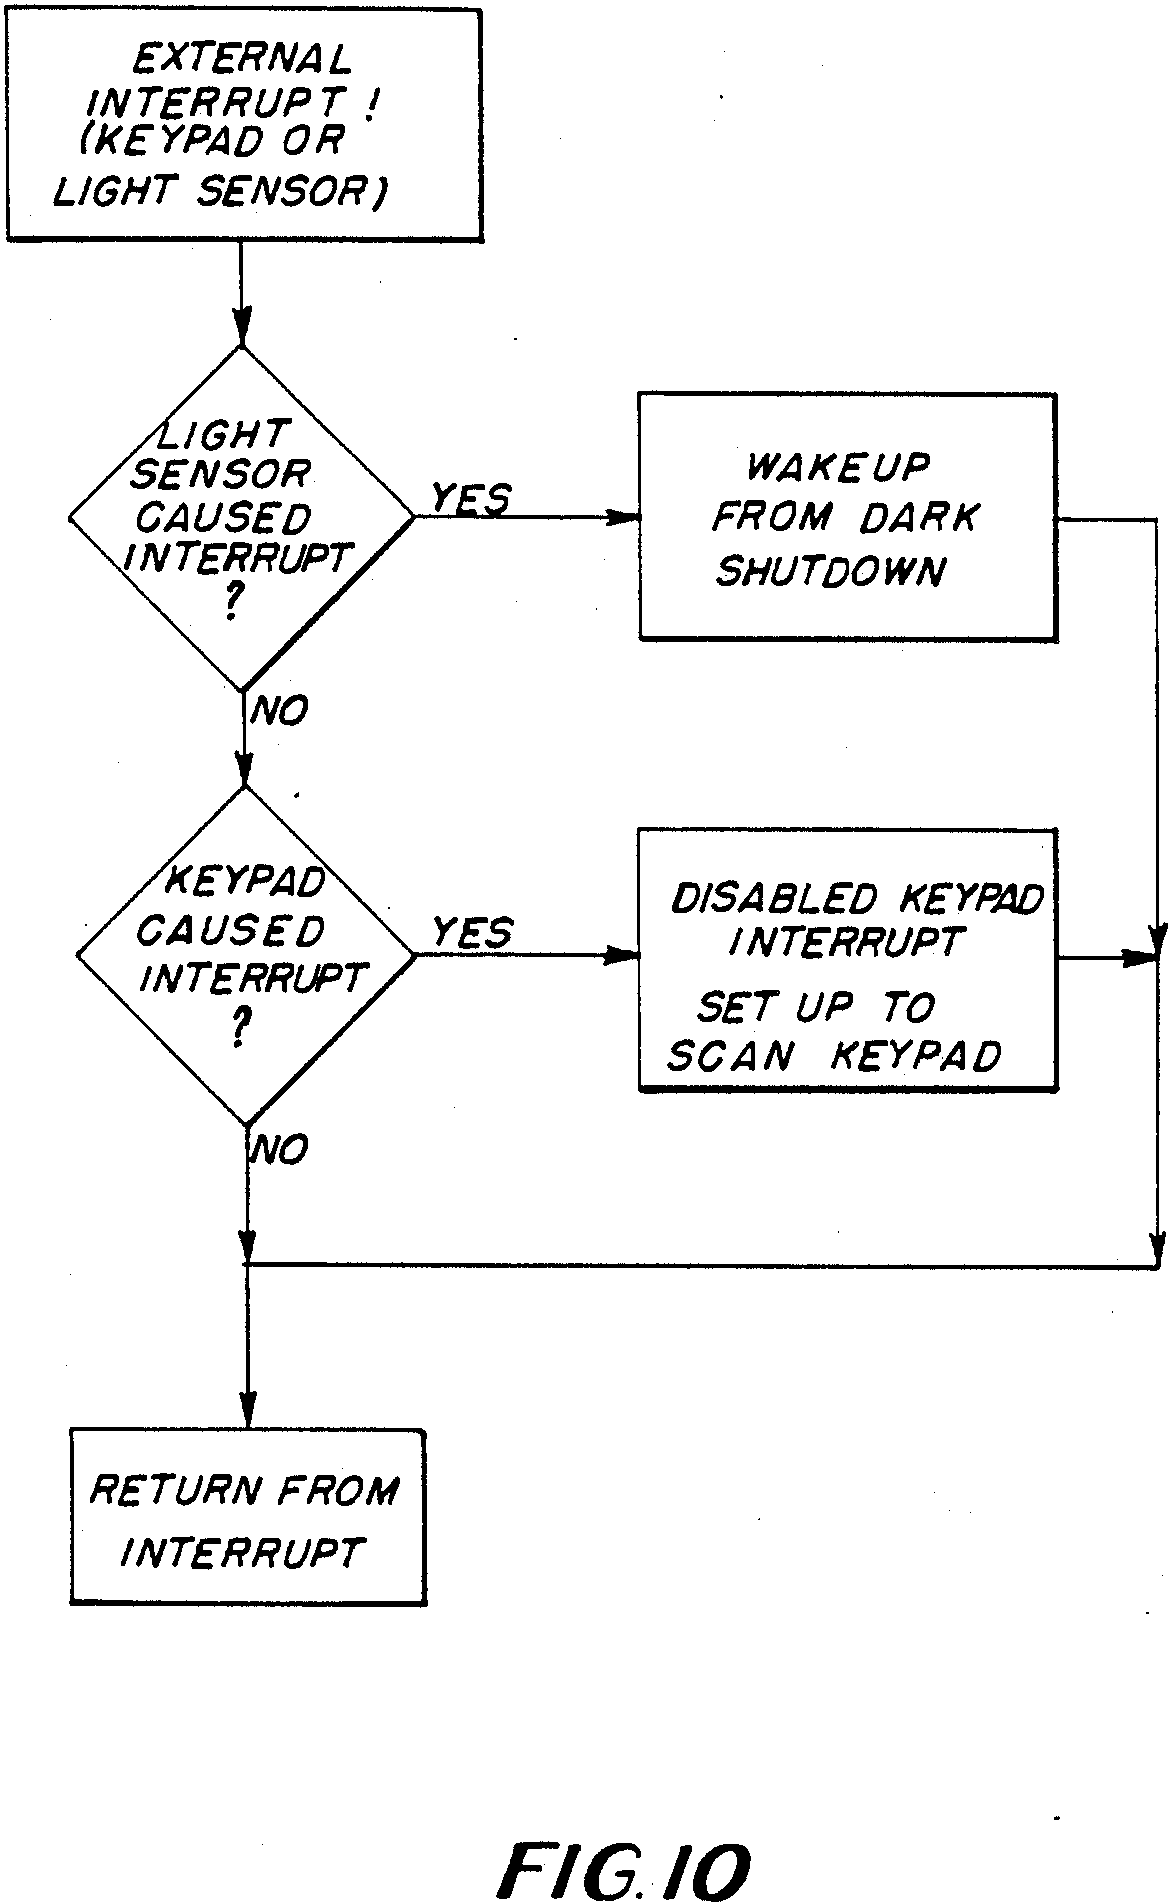 EXTERNAL
INTERRUPT !
(KEYPAD OR
LIGHT SENSOR)
LIGHT
SENSOR
CAUSED
INTERRUPT
?
YES
WAKEUP
FROM DARK
SHUTDOWN
NO
KEYPAD
CAUSED
INTERRUPT
?
YES
DISABLED KEYPAD
INTERRUPT
SET UP TO
SCAN KEYPAD
NO
RETURN FROM
INTERRUPT
FIG. 10